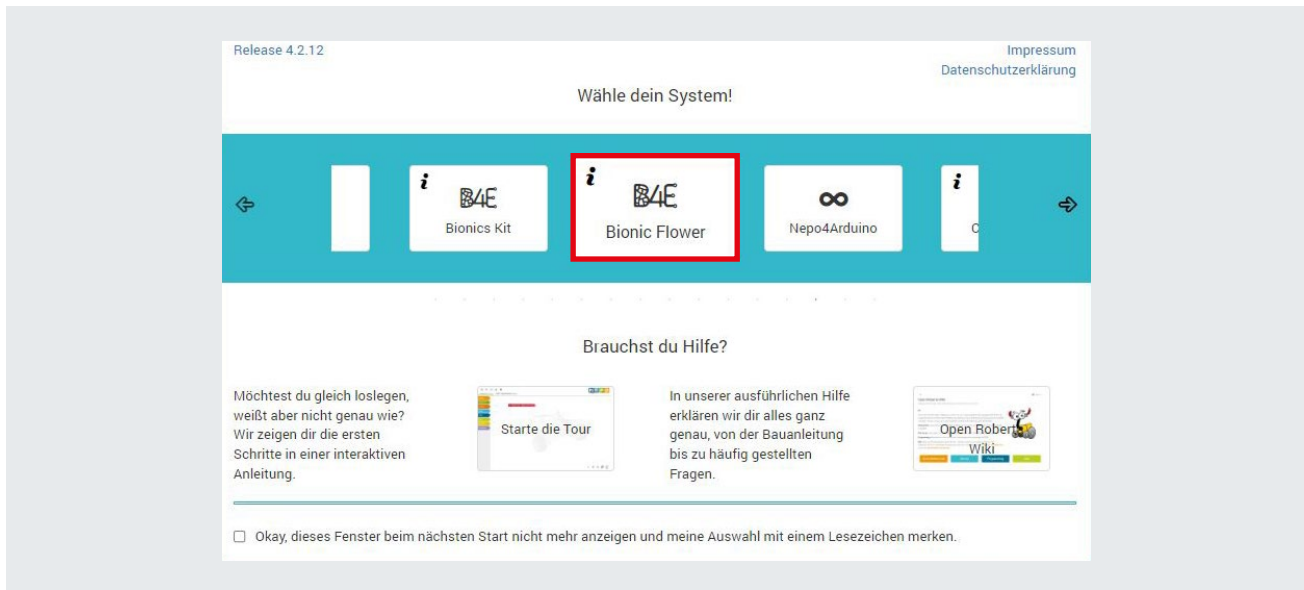 Release 4.2.12
Impressum
Datenschutzerklärung
Wähle dein System!
i
B4E
Bionics Kit
i
B4E
Bionic Flower
Nepo4Arduino
i
Brauchst du Hilfe?
Möchtest du gleich loslegen,
weißt aber nicht genau wie?
Wir zeigen dir die ersten
Schritte in einer interaktiven
Anleitung.
Starte die Tour
In unserer ausführlichen Hilfe
erklären wir dir alles ganz
genau, von der Bauanleitung
bis zu häufig gestellten
Fragen.
Open Robert
Wiki
Okay, dieses Fenster beim nächsten Start nicht mehr anzeigen und meine Auswahl mit einem Lesezeichen merken.